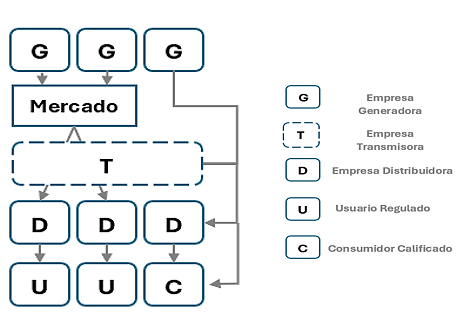 G G G
Mercado
T
D D D
U U C
G Empresa
Generadora
T Empresa
Transmisora
D Empresa Distribuidora
U Usuario Regulado
C Consumidor Calificado